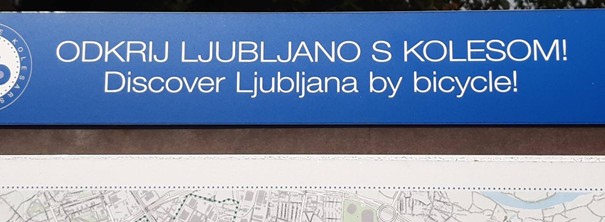 ODKRIJ LJUBLJANO S KOLESOM!
Discover Ljubljana by bicycle!